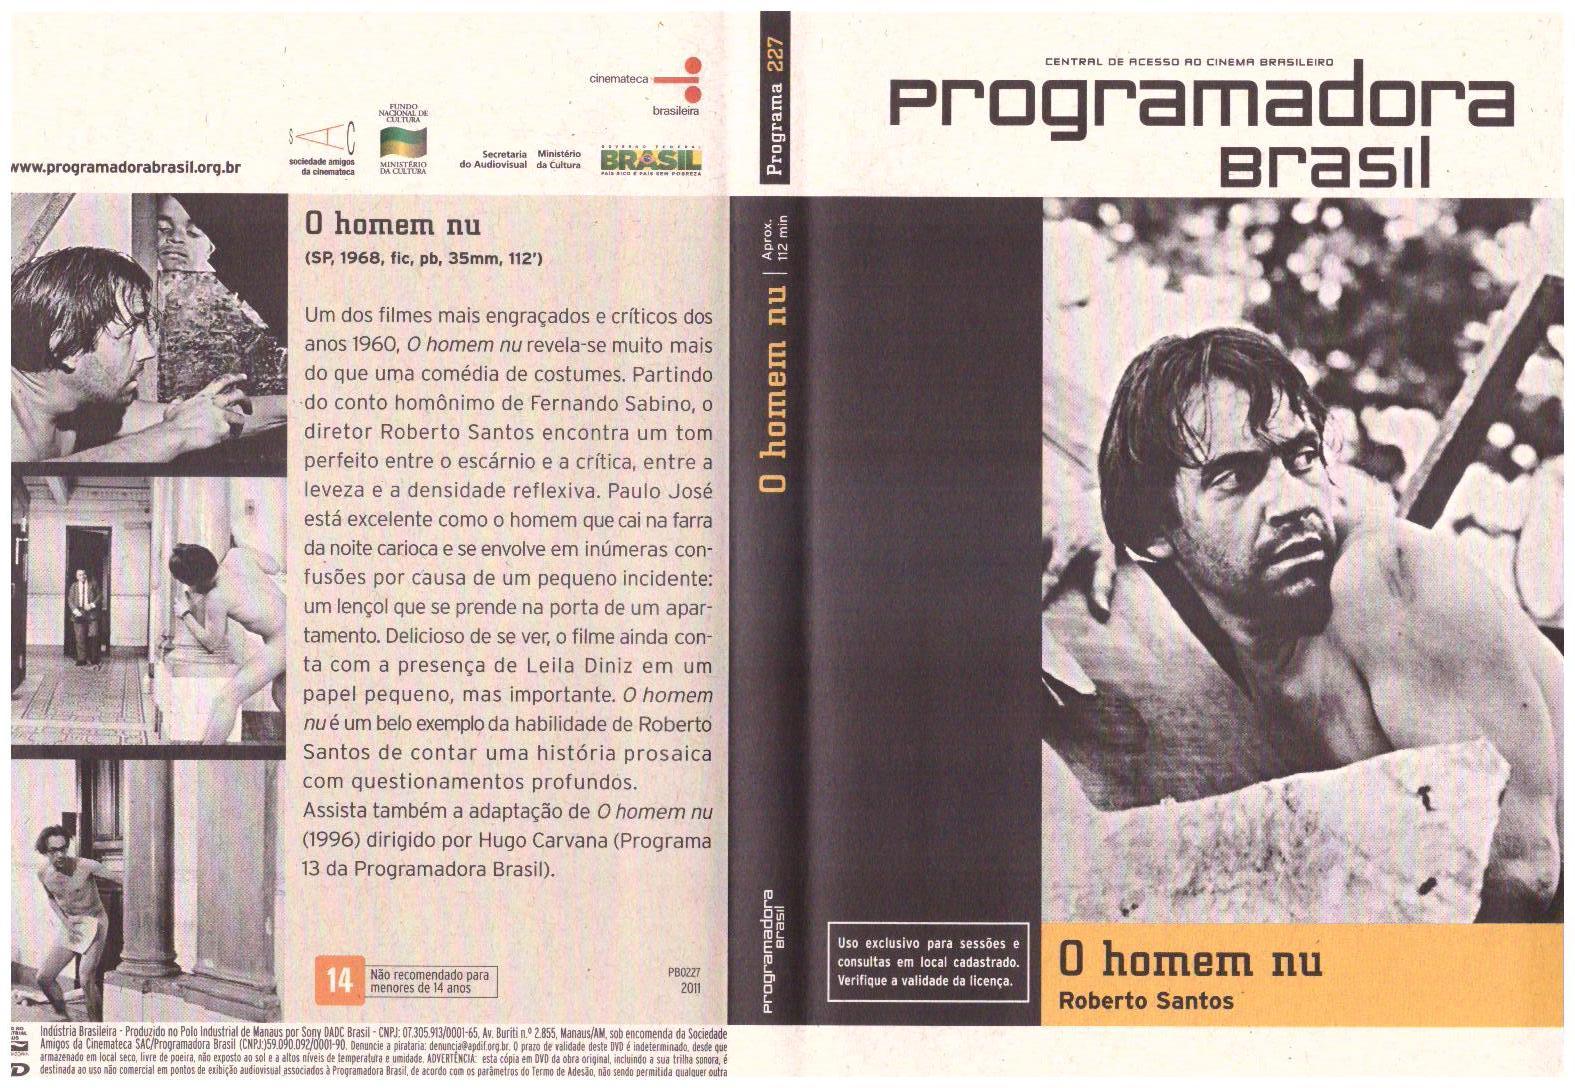 cinemateca
brasileira
FUNDO
NACIONAL DE
CULTURA
MINISTÉRIO
DA CULTURA
SAC
sociedade amigos
da cinemateca
Secretaria
do Audiovisual
Ministério
da Cultura
GOVERNO FEDERAL
BRASIL
PAÍS RICO É PAÍS SEM POBREZA
www.programadorabrasil.org.br
O homem nu
(SP, 1968, fic, pb, 35mm, 112')
Um dos filmes mais engraçados e críticos dos
anos 1960, O homem nu revela-se muito mais
do que uma comédia de costumes. Partindo
do conto homônimo de Fernando Sabino, o
diretor Roberto Santos encontra um tom
perfeito entre o escárnio e a crítica, entre a
leveza e a densidade reflexiva. Paulo José
está excelente como o homem que cai na farra
da noite carioca e se envolve em inúmeras con-
fusões por causa de um pequeno incidente:
um lençol que se prende na porta de um apar-
tamento. Delicioso de se ver, o filme ainda con-
ta com a presença de Leila Diniz em um
papel pequeno, mas importante. O homem
nu é um belo exemplo da habilidade de Roberto
Santos de contar uma história prosaica
com questionamentos profundos.
Assista também a adaptação de O homem nu
(1996) dirigido por Hugo Carvana (Programa
13 da Programadora Brasil).
14
Não recomendado para
menores de 14 anos
PB0227
2011
Indústria Brasileira - Produzido no Polo Industrial de Manaus por Sony DADC Brasil - CNPJ: 07.305.913/0001-65, Av. Buriti n.º 2.855, Manaus/AM, sob encomenda da Sociedade
Amigos da Cinemateca SAC/Programadora Brasil (CNPJ:)59.090.092/0001-90. Denuncie a pirataria: denuncia@apdif.org.br. O prazo de validade deste DVD é indeterminado, desde que
armazenado em local seco, livre de poeira, não exposto ao sol e a altos níveis de temperatura e umidade. ADVERTÊNCIA: esta cópia em DVD da obra original, incluindo a sua trilha sonora, é
destinada ao uso não comercial em pontos de exibição audiovisual associados à Programadora Brasil, de acordo com os parâmetros do Termo de Adesão, não sendo permitida qualquer outra
Programa 227
O homem nu
Aprox.
112 min
programadora
Brasil
CENTRAL DE ACESSO AO CINEMA BRASILEIRO
programadora
Brasil
Uso exclusivo para sessões e
consultas em local cadastrado.
Verifique a validade da licença.
O homem nu
Roberto Santos